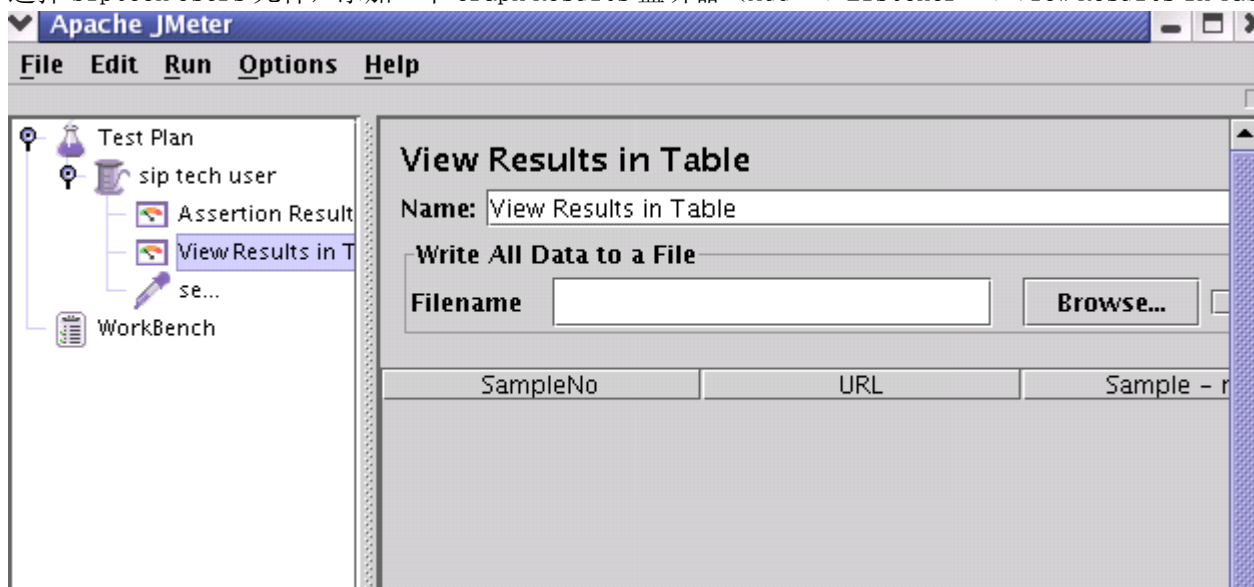 Apache JMeter
File Edit Run Options Help
Test Plan
sip tech user
Assertion Result
View Results in T
se...
WorkBench
View Results in Table
Name: View Results in Table
Write All Data to a File
Filename
Browse...
SampleNo URL Sample -